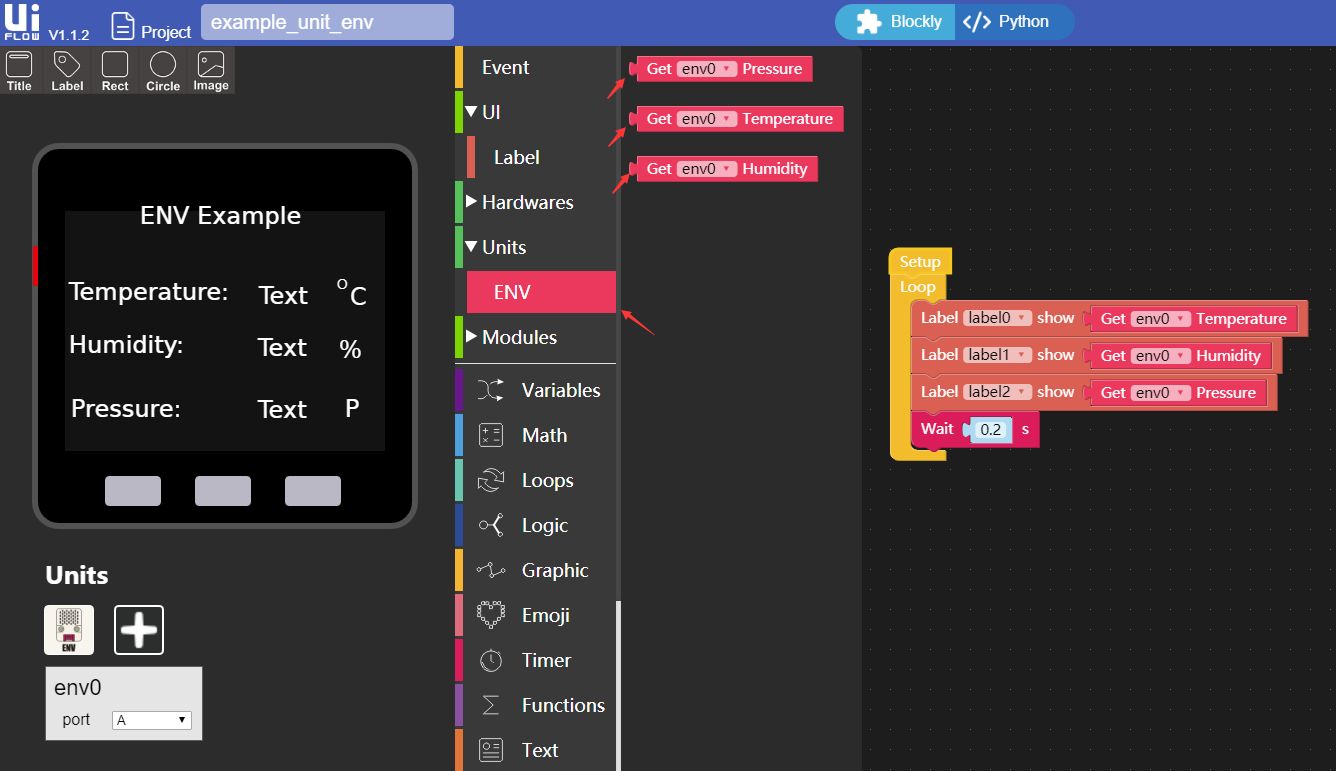 Ui FLOW V1.1.2 Project example_unit_env Blockly </> Python
Title Label Rect Circle Image
ENV Example
Temperature: Text °C
Humidity: Text %
Pressure: Text P
Units
ENV
env0
port A
Event
UI
Label
Hardwares
Units
ENV
Modules
Variables
Math
Loops
Logic
Graphic
Emoji
Timer
Functions
Text
Get env0 Pressure
Get env0 Temperature
Get env0 Humidity
Setup
Loop
Label label0 show Get env0 Temperature
Label label1 show Get env0 Humidity
Label label2 show Get env0 Pressure
Wait 0.2 s